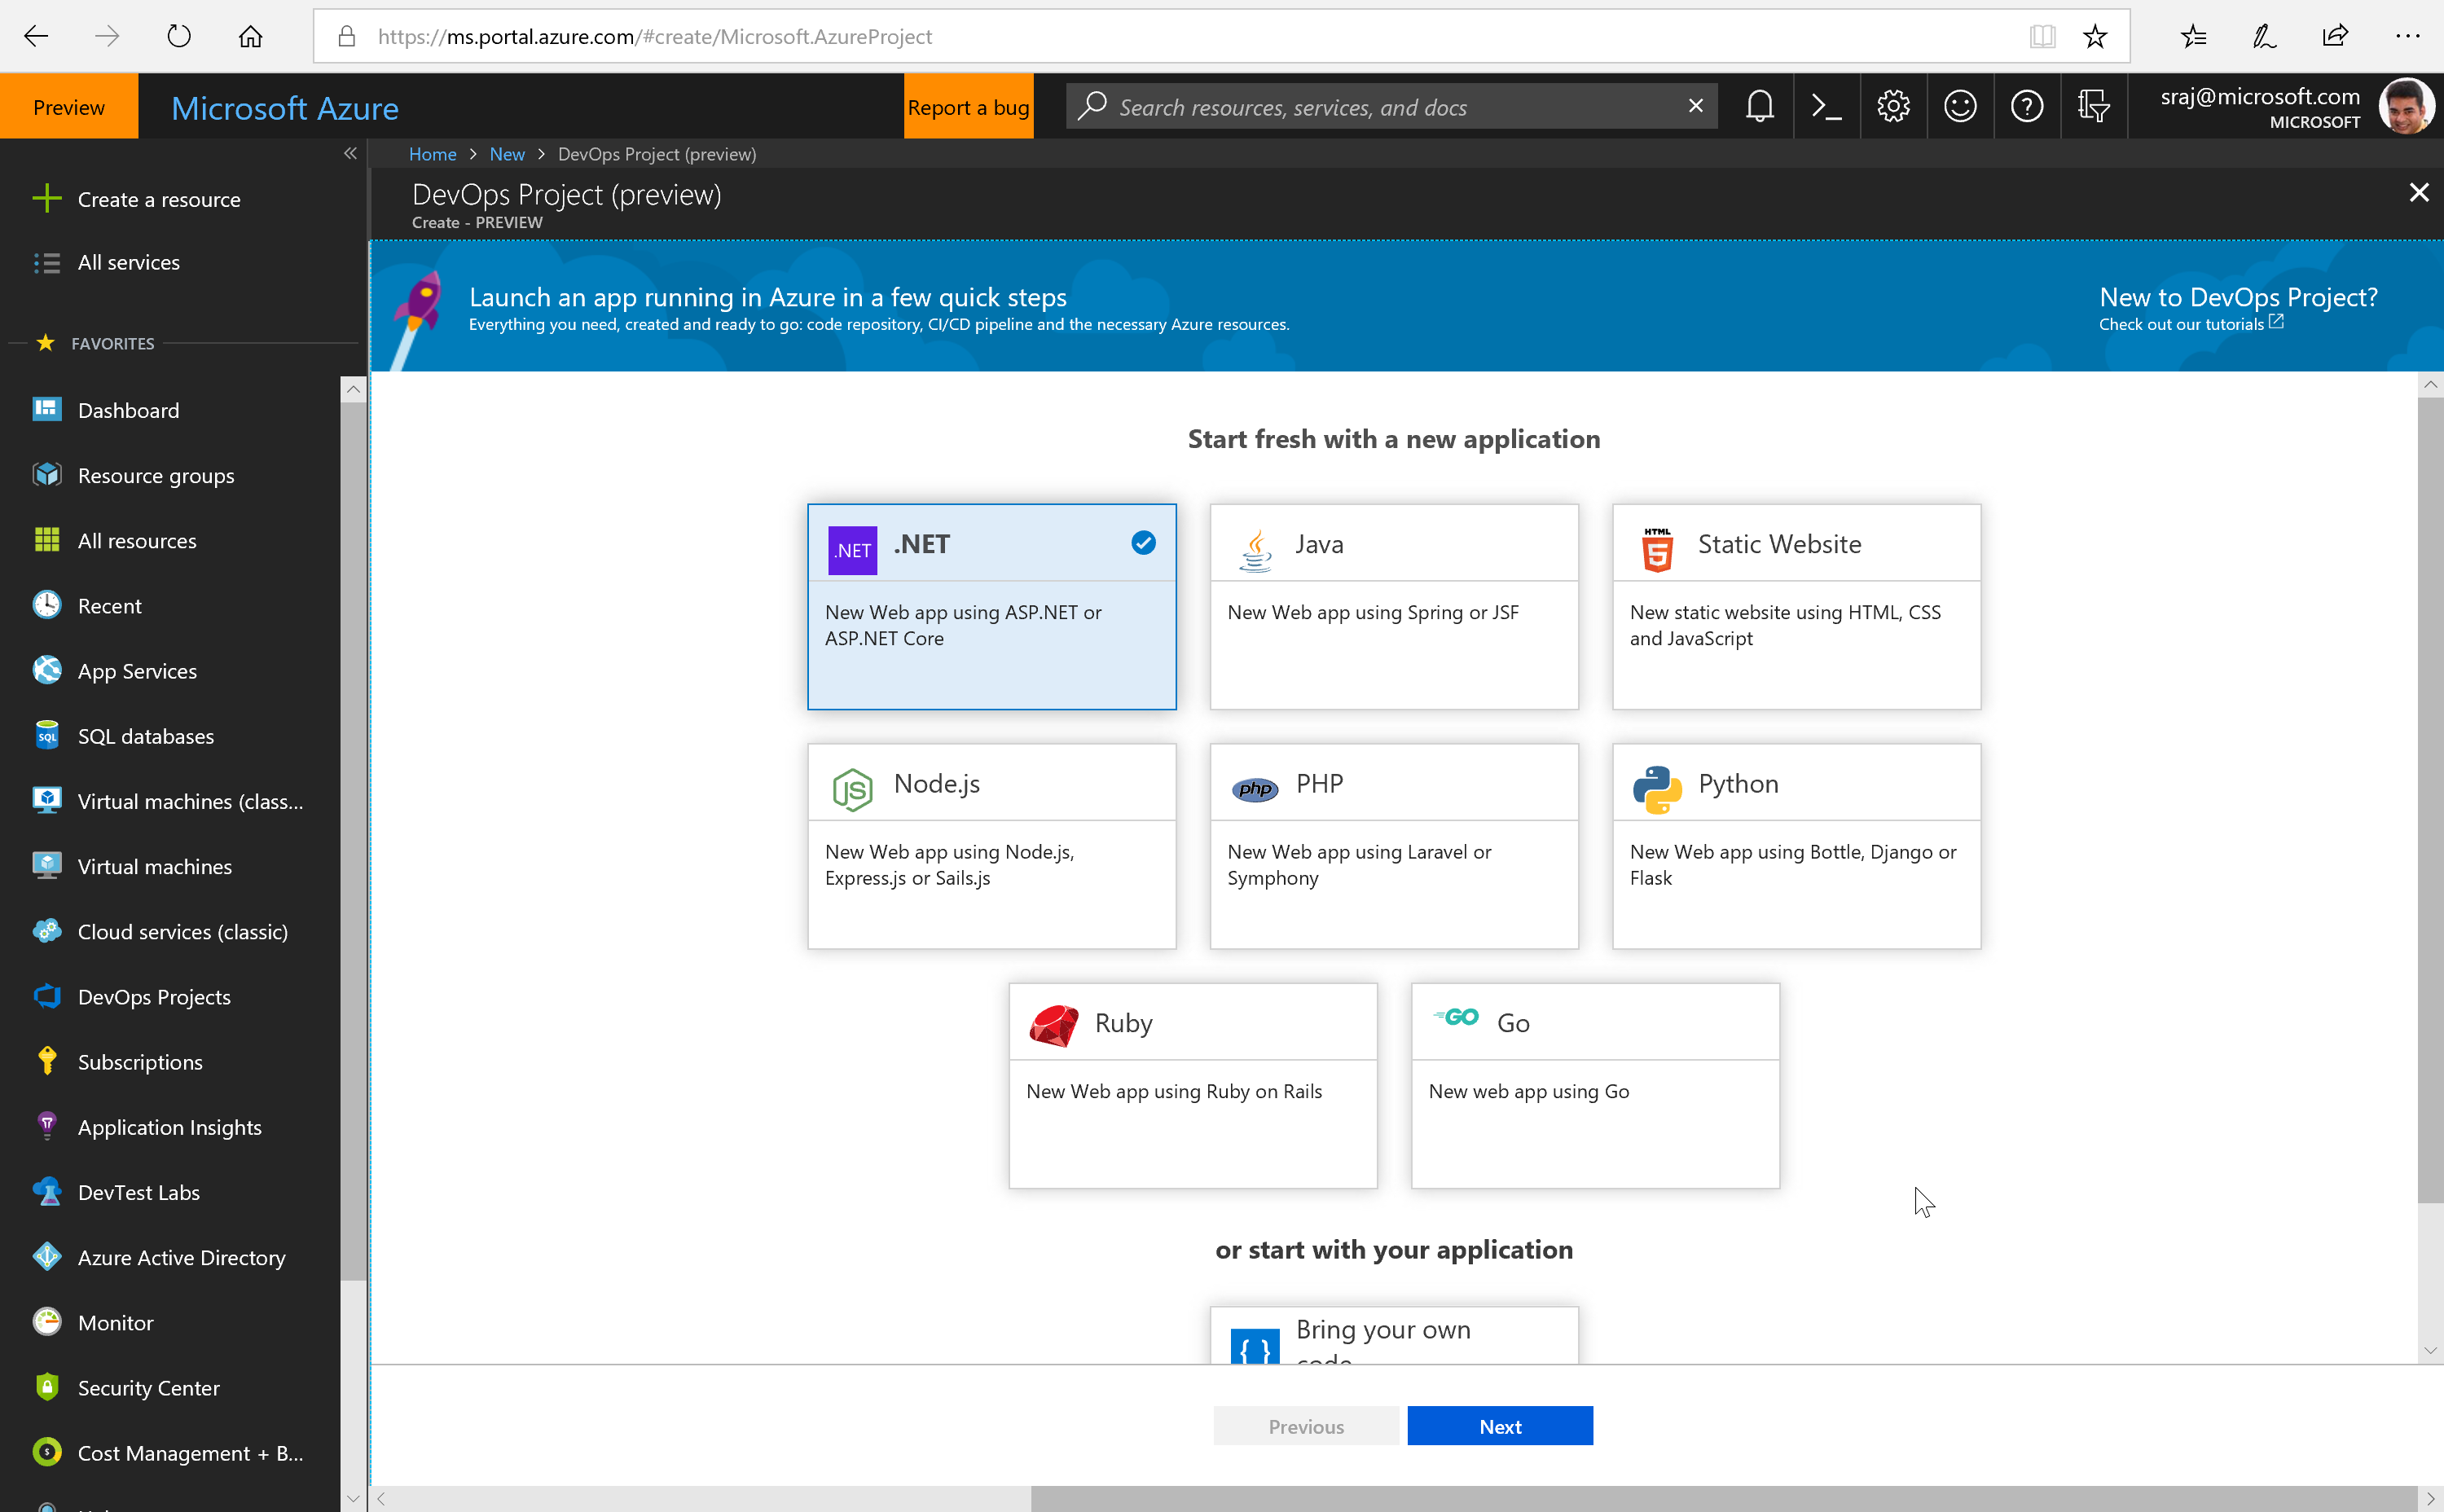 https://ms.portal.azure.com/#create/Microsoft.AzureProject
Preview
Microsoft Azure
Report a bug
Search resources, services, and docs
sraj@microsoft.com
MICROSOFT
Home > New > DevOps Project (preview)
DevOps Project (preview)
Create - PREVIEW
Create a resource
All services
FAVORITES
Dashboard
Resource groups
All resources
Recent
App Services
SQL databases
Virtual machines (class...
Virtual machines
Cloud services (classic)
DevOps Projects
Subscriptions
Application Insights
DevTest Labs
Azure Active Directory
Monitor
Security Center
Cost Management + B...
Launch an app running in Azure in a few quick steps
Everything you need, created and ready to go: code repository, CI/CD pipeline and the necessary Azure resources.
New to DevOps Project?
Check out our tutorials
Start fresh with a new application
.NET .NET
New Web app using ASP.NET or
ASP.NET Core
Java
New Web app using Spring or JSF
HTML 5 Static Website
New static website using HTML, CSS
and JavaScript
JS Node.js
New Web app using Node.js,
Express.js or Sails.js
php PHP
New Web app using Laravel or
Symphony
Python
New Web app using Bottle, Django or
Flask
Ruby
New Web app using Ruby on Rails
GO Go
New web app using Go
or start with your application
Bring your own
code
Previous
Next